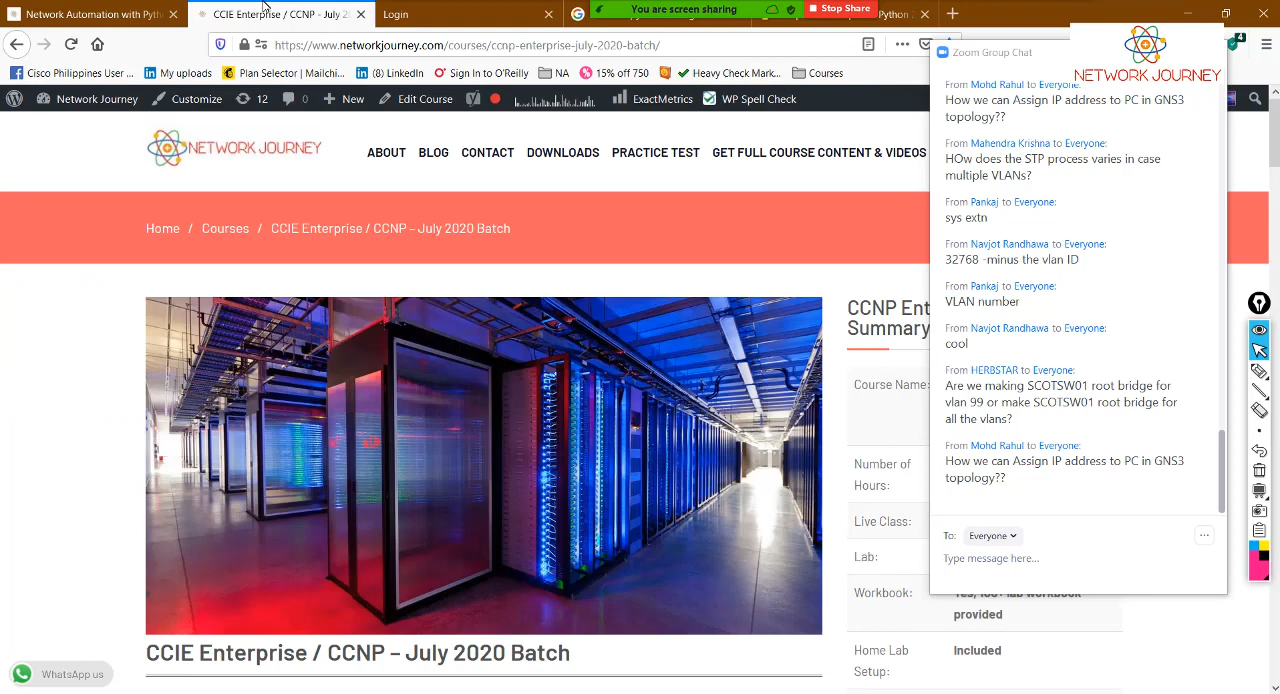 Network Automation with Pyth
CCIE Enterprise / CCNP – July 2
Login
You are screen sharing
Stop Share
Python
https://www.networkjourney.com/courses/ccnp-enterprise-july-2020-batch/
Cisco Philippines User ...
My uploads
Plan Selector | Mailchi...
(8) LinkedIn
Sign In to O'Reilly
NA
15% off 750
Heavy Check Mark...
Courses
Network Journey
Customize
12
0
New
Edit Course
ExactMetrics
WP Spell Check
NETWORK JOURNEY
ABOUT
BLOG
CONTACT
DOWNLOADS
PRACTICE TEST
GET FULL COURSE CONTENT & VIDEOS
Home / Courses / CCIE Enterprise / CCNP – July 2020 Batch
CCIE Enterprise / CCNP – July 2020 Batch
CCNP Ent
Summary
Course Name:
Number of
Hours:
Live Class:
Lab:
Workbook:
provided
Home Lab
Setup:
Included
WhatsApp us
NETWORK JOURNEY
4
Zoom Group Chat
From Mohd Rahul to Everyone:
How we can Assign IP address to PC in GNS3
topology??
From Mahendra Krishna to Everyone:
HOw does the STP process varies in case
multiple VLANs?
From Pankaj to Everyone:
sys extn
From Navjot Randhawa to Everyone:
32768 -minus the vlan ID
From Pankaj to Everyone:
VLAN number
From Navjot Randhawa to Everyone:
cool
From HERBSTAR to Everyone:
Are we making SCOTSW01 root bridge for
vlan 99 or make SCOTSW01 root bridge for
all the vlans?
From Mohd Rahul to Everyone:
How we can Assign IP address to PC in GNS3
topology??
To: Everyone
Type message here...